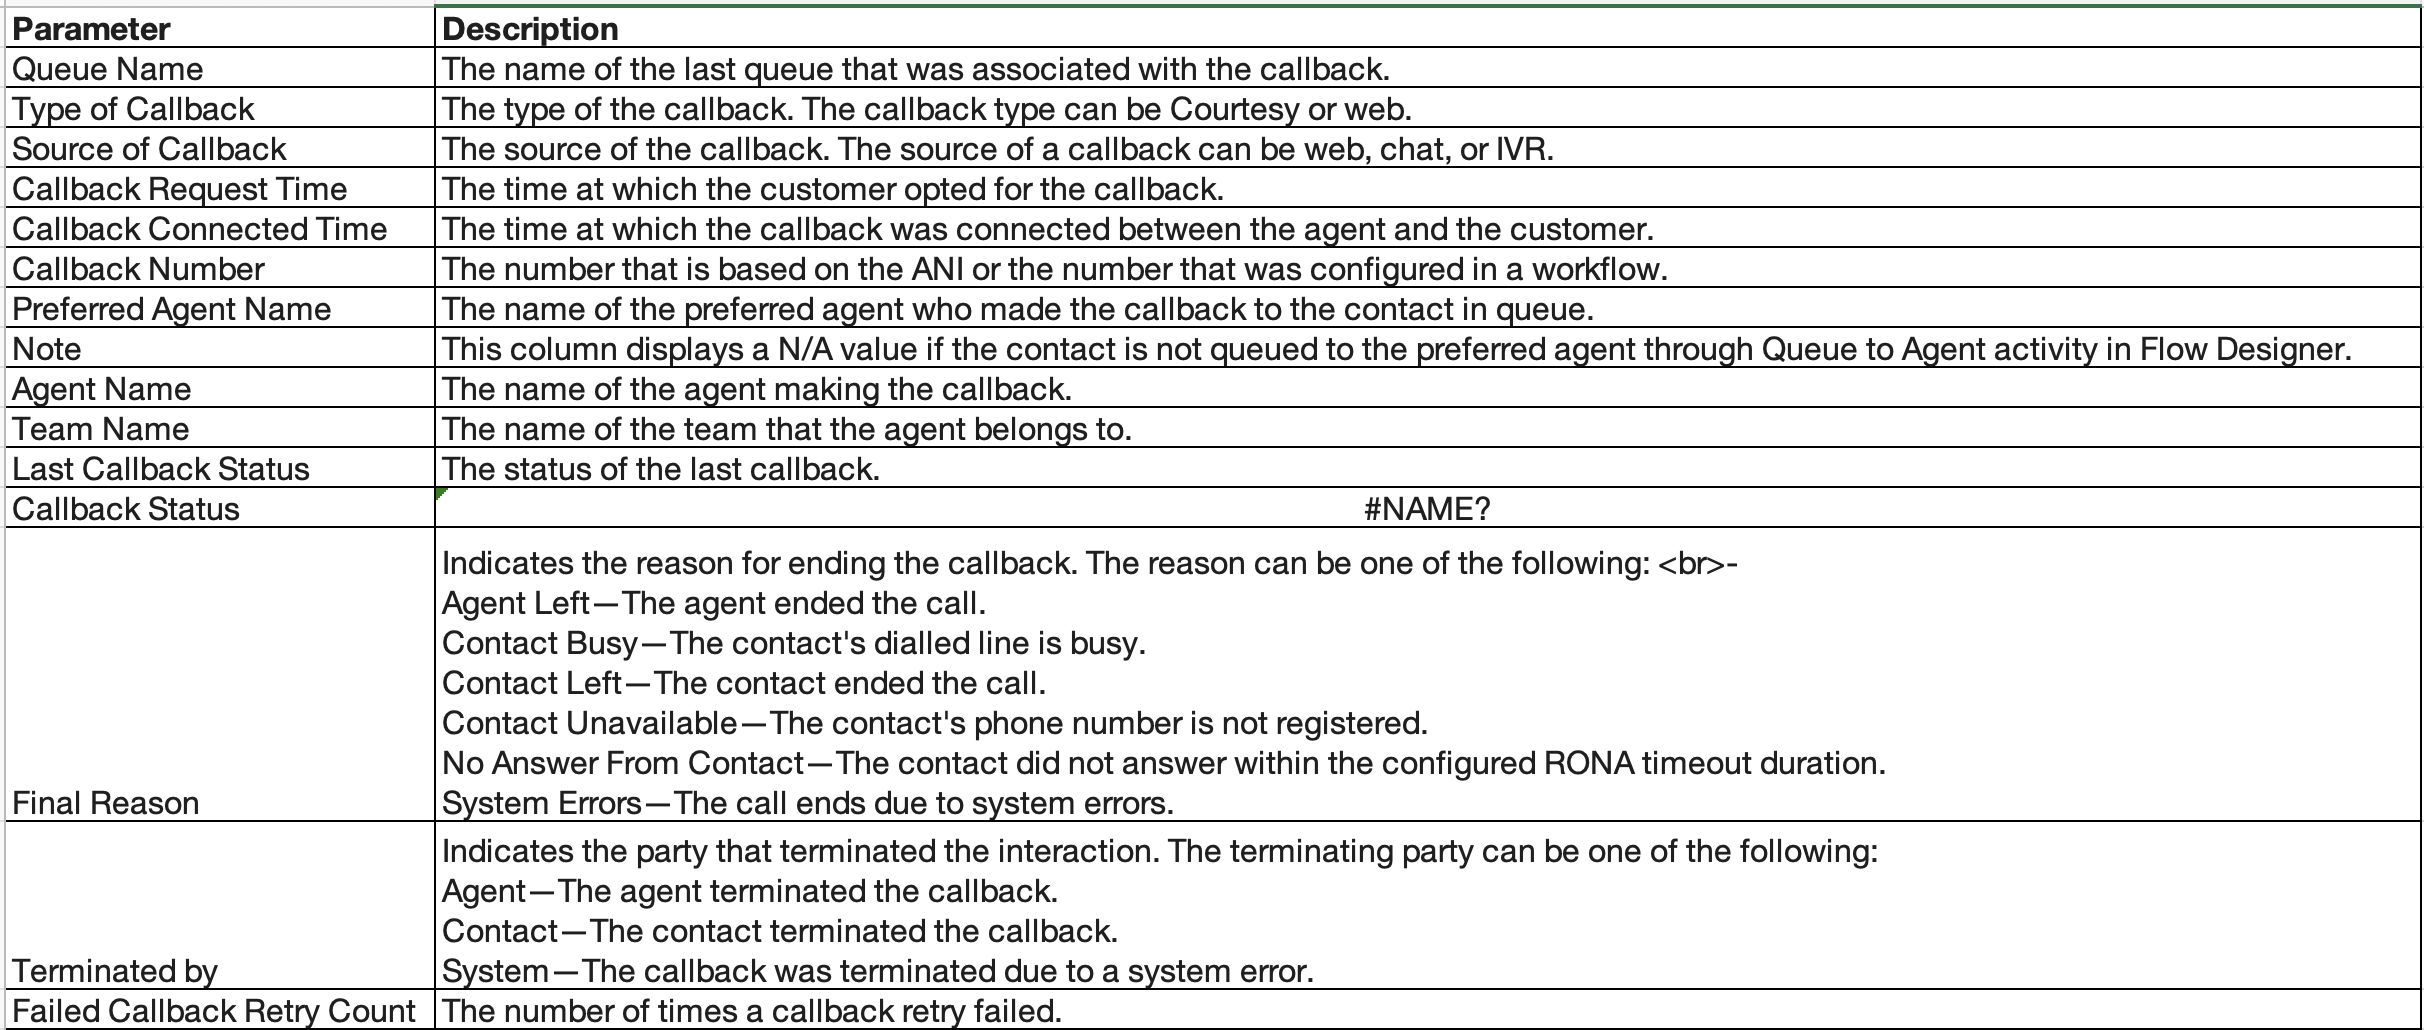 Parameter Description
Queue Name The name of the last queue that was associated with the callback.
Type of Callback The type of the callback. The callback type can be Courtesy or web.
Source of Callback The source of the callback. The source of a callback can be web, chat, or IVR.
Callback Request Time The time at which the customer opted for the callback.
Callback Connected Time The time at which the callback was connected between the agent and the customer.
Callback Number The number that is based on the ANI or the number that was configured in a workflow.
Preferred Agent Name The name of the preferred agent who made the callback to the contact in queue.
Note This column displays a N/A value if the contact is not queued to the preferred agent through Queue to Agent activity in Flow Designer.
Agent Name The name of the agent making the callback.
Team Name The name of the team that the agent belongs to.
Last Callback Status The status of the last callback.
Callback Status #NAME?
Indicates the reason for ending the callback. The reason can be one of the following: <br>-
Agent Left—The agent ended the call.
Contact Busy—The contact's dialled line is busy.
Contact Left—The contact ended the call.
Contact Unavailable—The contact's phone number is not registered.
No Answer From Contact—The contact did not answer within the configured RONA timeout duration.
Final Reason System Errors—The call ends due to system errors.
Indicates the party that terminated the interaction. The terminating party can be one of the following:
Agent—The agent terminated the callback.
Contact—The contact terminated the callback.
Terminated by System—The callback was terminated due to a system error.
Failed Callback Retry Count The number of times a callback retry failed.